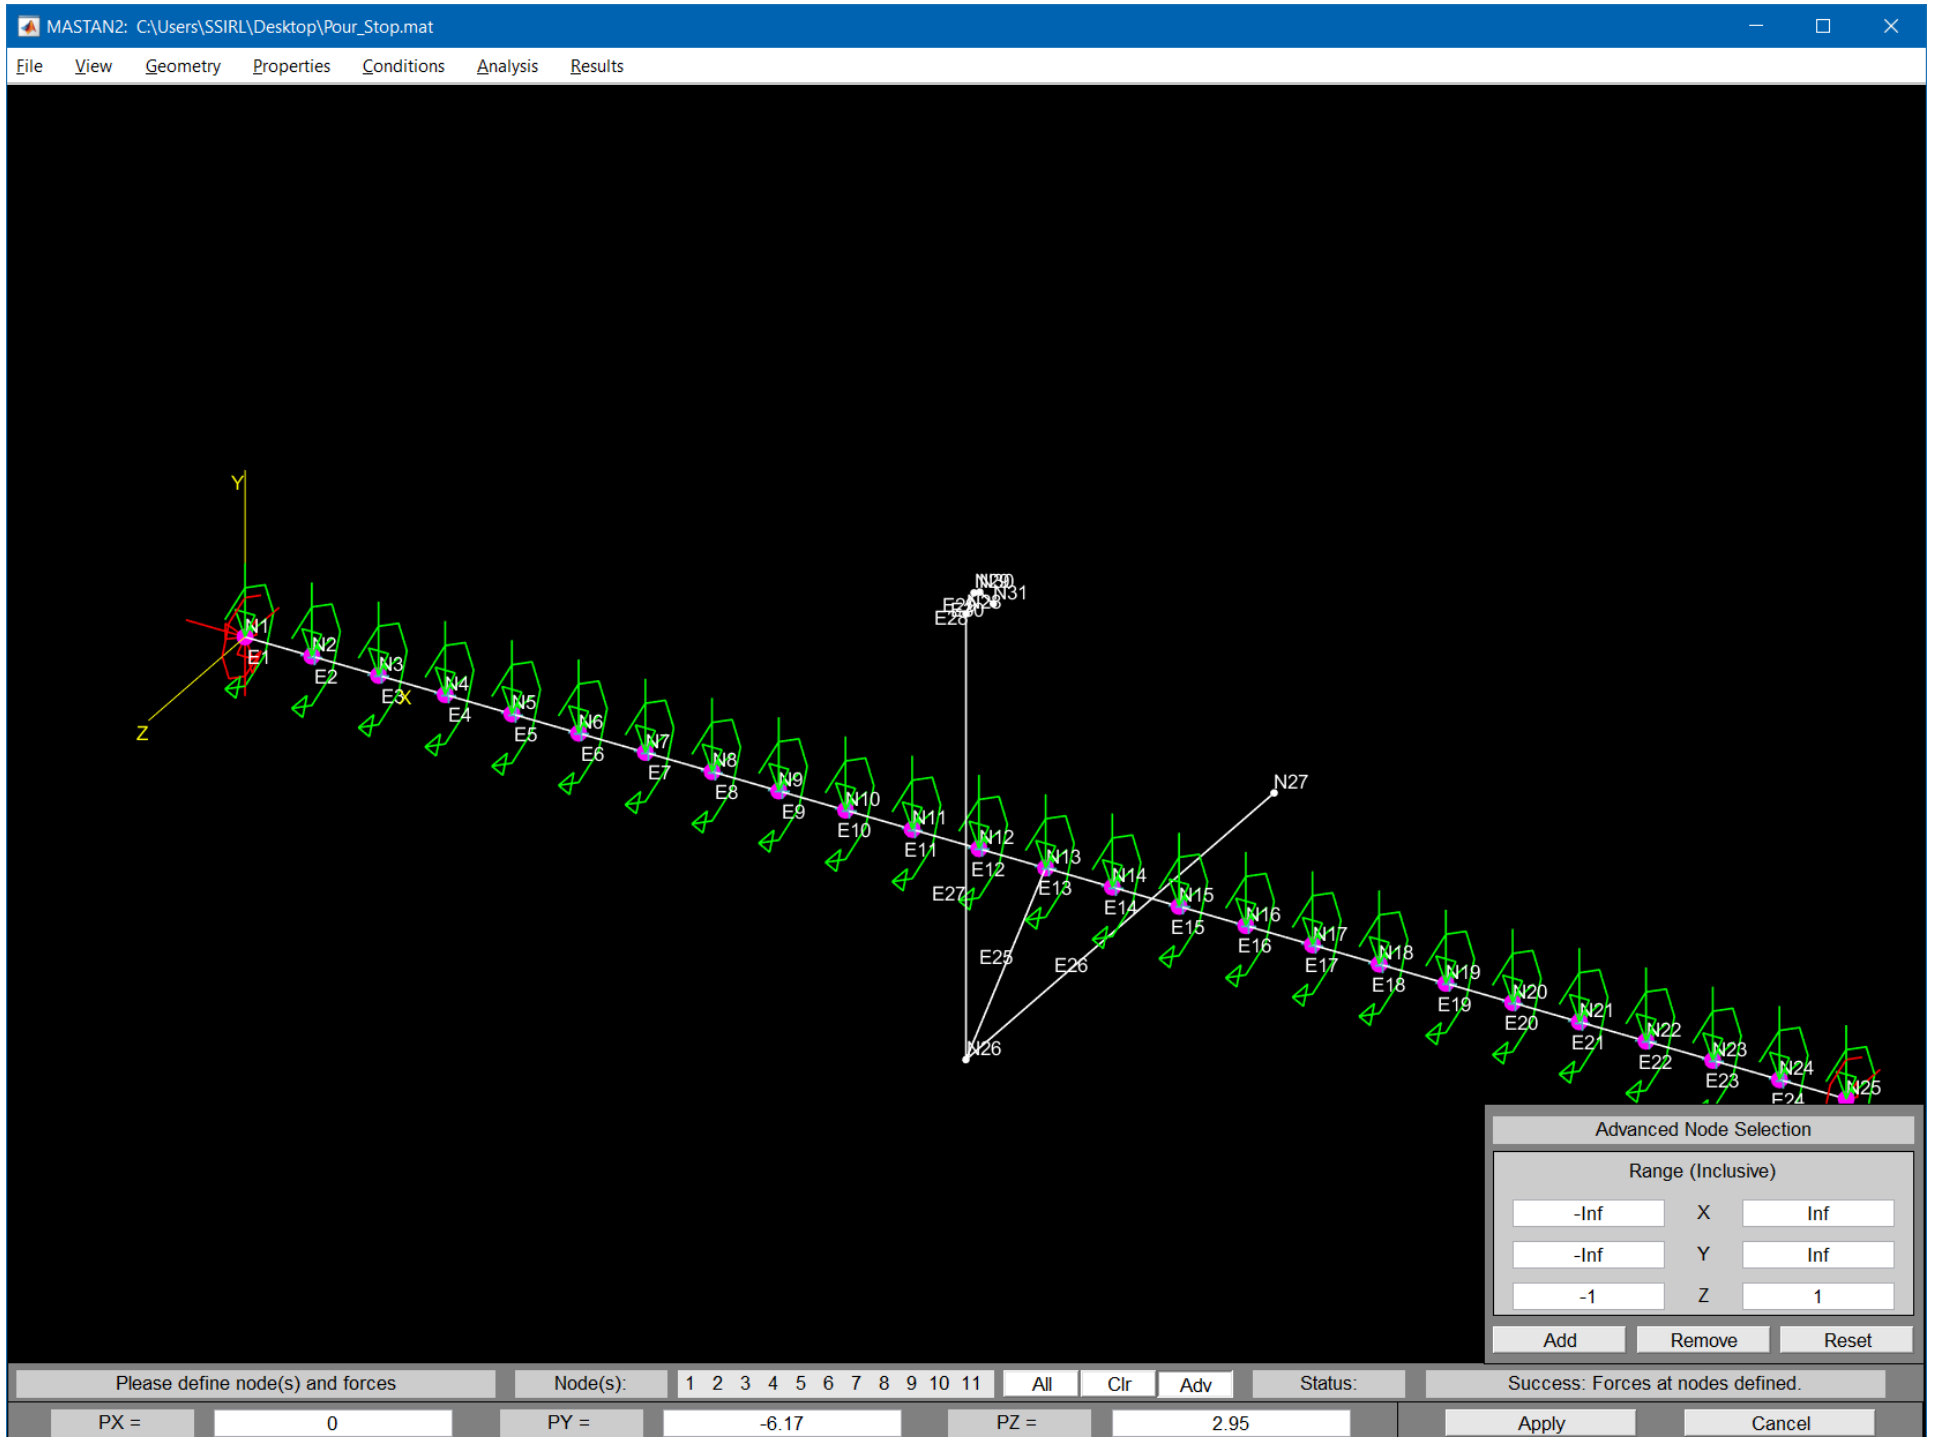 MASTAN2: C:\Users\SSIRL\Desktop\Pour_Stop.mat
File View Geometry Properties Conditions Analysis Results
Y
N31
E28
N1
E1
N2
E2
N3
E3
X
Z
N4
E4
N5
E5
N6
E6
N7
E7
N8
E8
N9
E9
N10
E10
N11
E11
N12
E12
N13
E13
N14
E14
N15
E15
N16
E16
N17
E17
N18
E18
N19
E19
N20
E20
N21
E21
N22
E22
N23
E23
N24
E24
N25
E27
E25
E26
N27
N26
Advanced Node Selection
Range (Inclusive)
-Inf X Inf
-Inf Y Inf
-1 Z 1
Add Remove Reset
Please define node(s) and forces Node(s): 1 2 3 4 5 6 7 8 9 10 11 All Clr Adv Status: Success: Forces at nodes defined.
PX = 0 PY = -6.17 PZ = 2.95 Apply Cancel